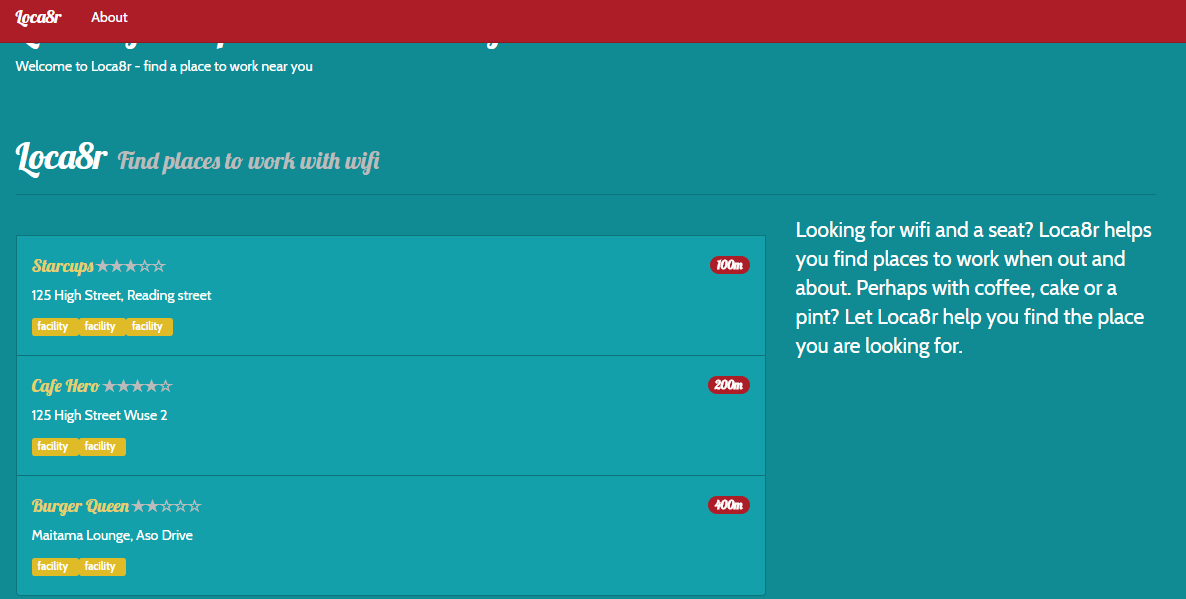 Loca8r About
Welcome to Loca8r - find a place to work near you
Loca8r Find places to work with wifi
Starcups ★★★☆☆ 100m
125 High Street, Reading street
facility facility facility
Cafe Hero ★★★★☆ 200m
125 High Street Wuse 2
facility facility
Burger Queen ★★☆☆☆ 400m
Maitama Lounge, Aso Drive
facility facility
Looking for wifi and a seat? Loca8r helps
you find places to work when out and
about. Perhaps with coffee, cake or a
pint? Let Loca8r help you find the place
you are looking for.